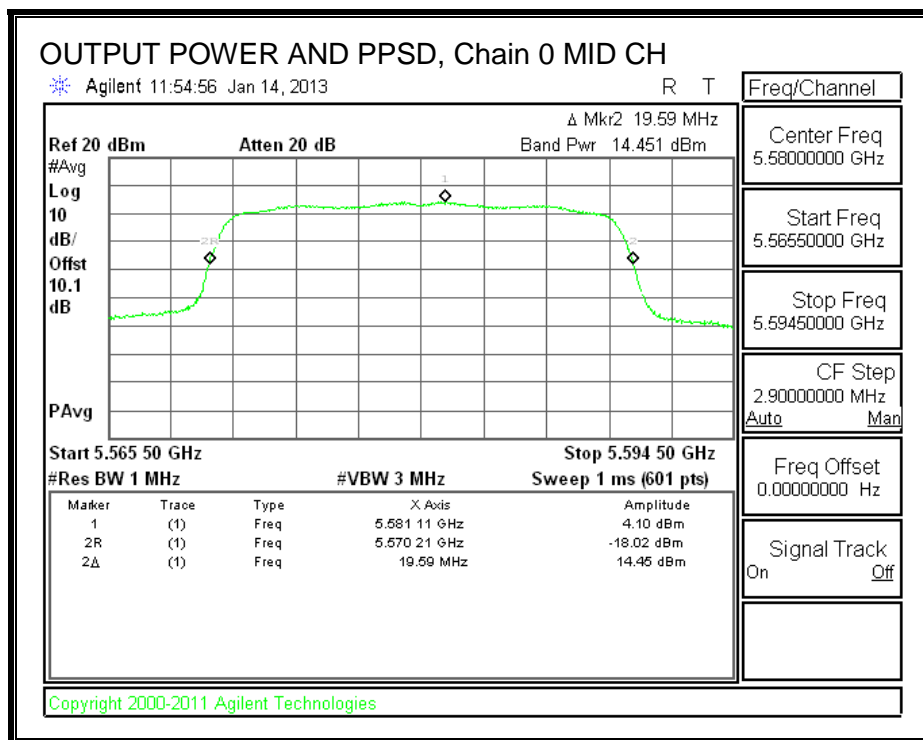 OUTPUT POWER AND PPSD, Chain 0 MID CH
Agilent 11:54:56 Jan 14, 2013 R T
Freq/Channel
Δ Mkr2 19.59 MHz
Ref 20 dBm Atten 20 dB Band Pwr 14.451 dBm
#Avg
Log
10
dB/
Offst
10.1
dB
PAvg
1
2R
2
Start 5.565 50 GHz Stop 5.594 50 GHz
#Res BW 1 MHz #VBW 3 MHz Sweep 1 ms (601 pts)
Marker Trace Type X Axis Amplitude
1 (1) Freq 5.581 11 GHz 4.10 dBm
2R (1) Freq 5.570 21 GHz -18.02 dBm
2Δ (1) Freq 19.59 MHz 14.45 dBm
Center Freq
5.58000000 GHz
Start Freq
5.56550000 GHz
Stop Freq
5.59450000 GHz
CF Step
2.90000000 MHz
Auto Man
Freq Offset
0.00000000 Hz
Signal Track
On Off
Copyright 2000-2011 Agilent Technologies